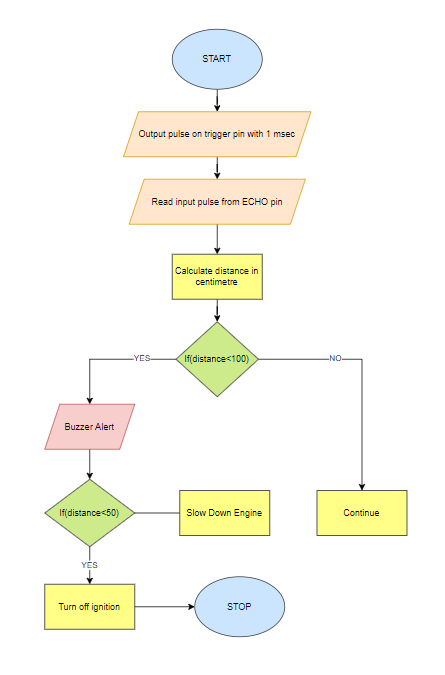 START
Output pulse on trigger pin with 1 msec
Read input pulse from ECHO pin
Calculate distance in
centimetre
If(distance<100)
YES
NO
Buzzer Alert
If(distance<50)
Slow Down Engine
Continue
YES
Turn off ignition
STOP